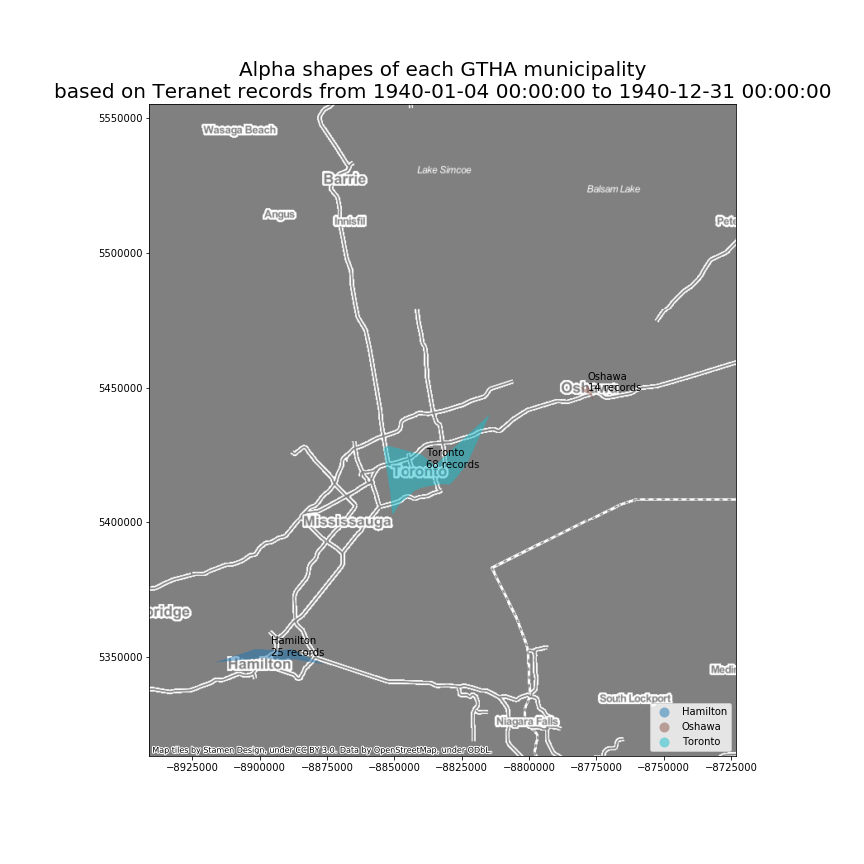 Alpha shapes of each GTHA municipality
based on Teranet records from 1940-01-04 00:00:00 to 1940-12-31 00:00:00
5550000
Wasaga Beach
Lake Simcoe
Barrie
Balsam Lake
Angus
Innisfil
Pete
5500000
5450000
Oshawa
Oshawa
14 records
Toronto
68 records
Toronto
5400000
Mississauga
bridge
Hamilton
25 records
5350000
Hamilton
Medin
South Lockport
Niagara Falls
Hamilton
Oshawa
Toronto
Map tiles by Stamen Design, under CC BY 3.0. Data by OpenStreetMap, under ODbL.
−8925000 −8900000 −8875000 −8850000 −8825000 −8800000 −8775000 −8750000 −8725000